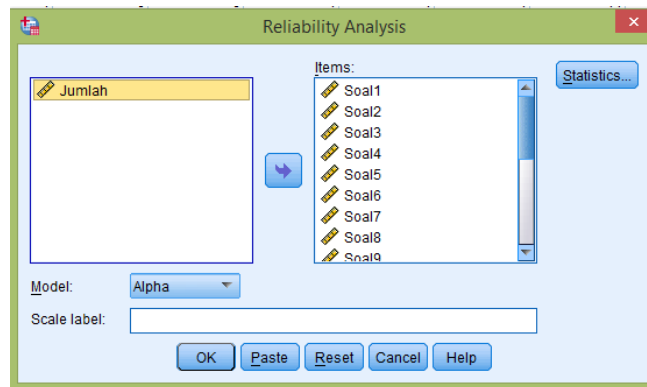 Reliability Analysis
Items:
Jumlah
Soal1
Soal2
Soal3
Soal4
Soal5
Soal6
Soal7
Soal8
Soal9
Statistics...
Model:
Alpha
Scale label:
OK Paste Reset Cancel Help